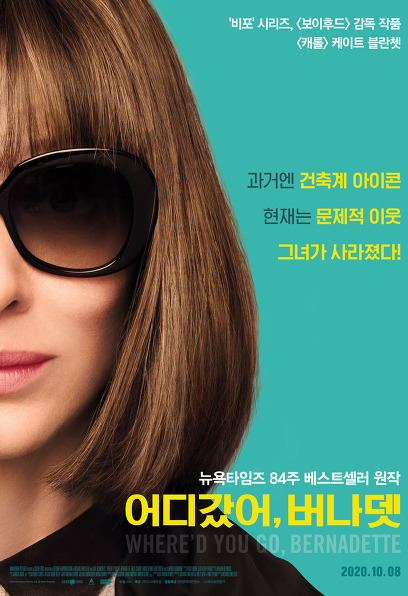 '비포' 시리즈, <보이후드> 감독 작품
<캐롤> 케이트 블란쳇
과거엔 건축계 아이콘
현재는 문제적 이웃
그녀가 사라졌다!
뉴욕타임즈 84주 베스트셀러 원작
어디갔어, 버나뎃
WHERE'D YOU GO, BERNADETTE
2020.10.08